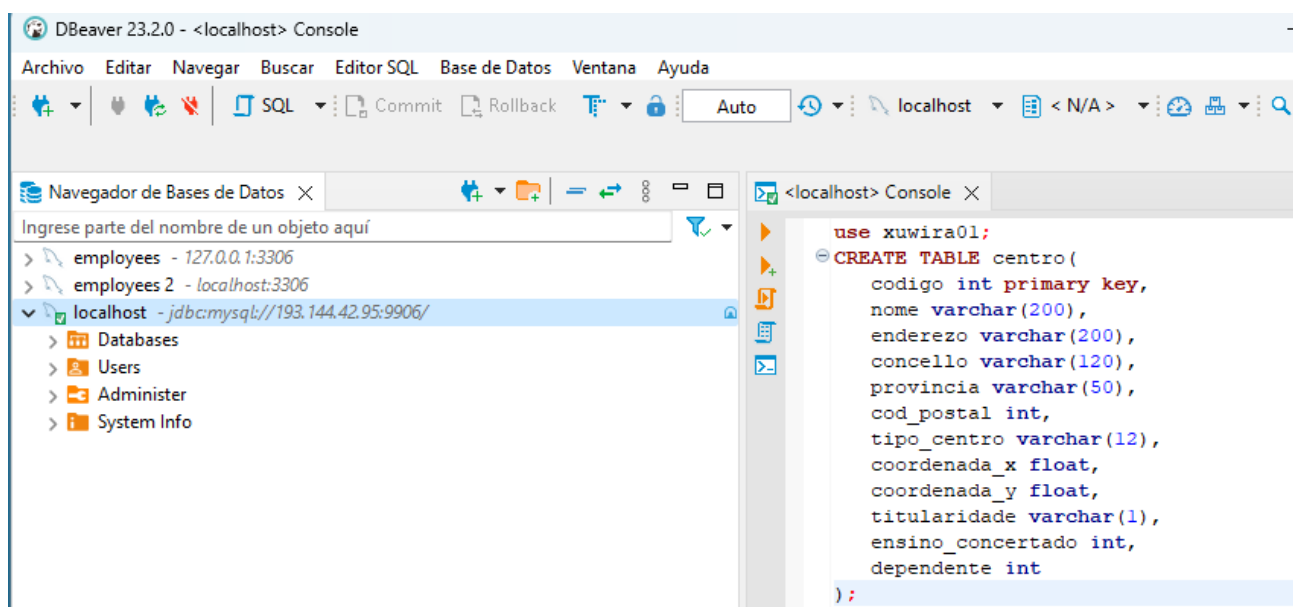 DBeaver 23.2.0 - <localhost> Console
Archivo Editar Navegar Buscar Editor SQL Base de Datos Ventana Ayuda
SQL Commit Rollback Auto localhost < N/A >
Navegador de Bases de Datos
Ingrese parte del nombre de un objeto aquí
employees - 127.0.0.1:3306
employees 2 - localhost:3306
localhost - jdbc:mysql://193.144.42.95:9906/
Databases
Users
Administer
System Info
<localhost> Console
use xuwira01;
CREATE TABLE centro(
codigo int primary key,
nome varchar(200),
enderezo varchar(200),
concello varchar(120),
provincia varchar(50),
cod_postal int,
tipo_centro varchar(12),
coordenada_x float,
coordenada_y float,
titularidade varchar(1),
ensino_concertado int,
dependente int
);